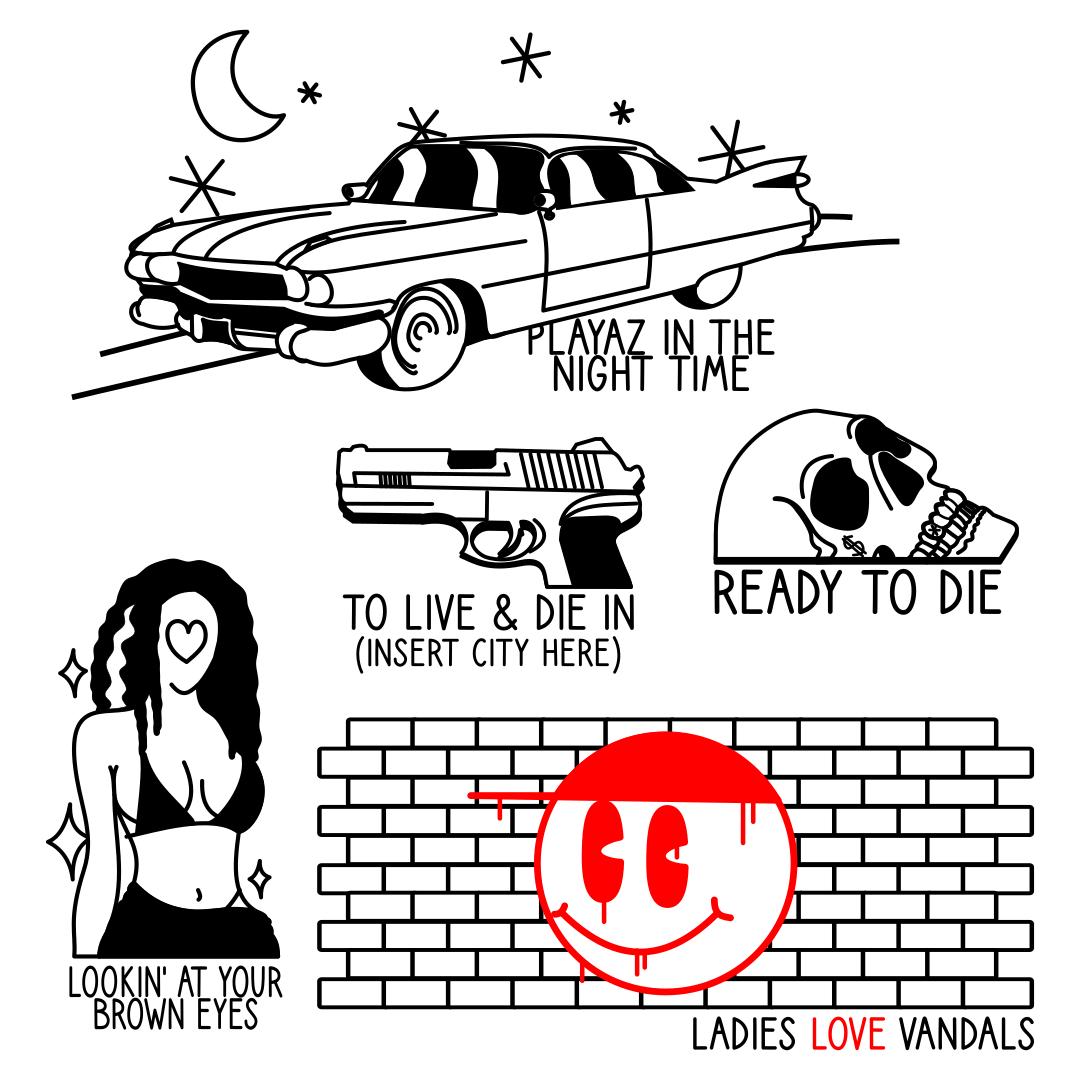 PLAYAZ IN THE
NIGHT TIME
TO LIVE & DIE IN
(INSERT CITY HERE)
$
READY TO DIE
LOOKIN' AT YOUR
BROWN EYES
LADIES LOVE VANDALS